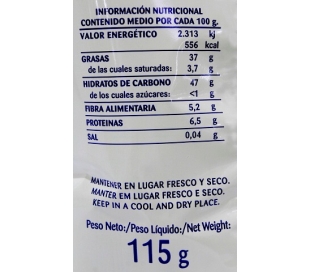 INFORMACIÓN NUTRICIONAL
CONTENIDO MEDIO POR CADA 100 g.
VALOR ENERGÉTICO 2.313 kj
556 kcal
GRASAS 37 g
de las cuales saturadas: 3,7 g
HIDRATOS DE CARBONO 47 g
de los cuales azúcares: <1 g
FIBRA ALIMENTARIA 5,2 g
PROTEINAS 6,5 g
SAL 0,04 g
MANTENER EN LUGAR FRESCO Y SECO.
MANTER EM LUGAR FRESCO E SECO.
KEEP IN A COOL AND DRY PLACE.
Peso Neto:/Peso Líquido:/Net Weight:
115 g